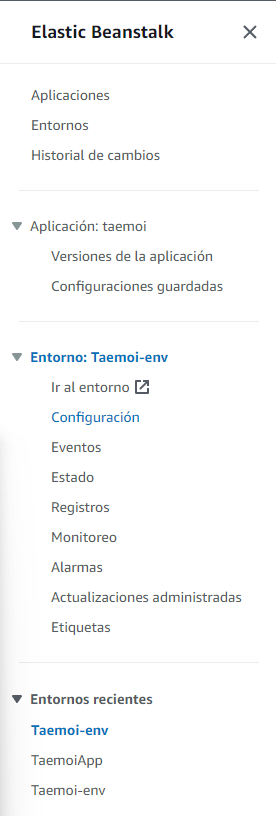 Elastic Beanstalk
Aplicaciones
Entornos
Historial de cambios
Aplicación: taemoi
Versiones de la aplicación
Configuraciones guardadas
Entorno: Taemoi-env
Ir al entorno
Configuración
Eventos
Estado
Registros
Monitoreo
Alarmas
Actualizaciones administradas
Etiquetas
Entornos recientes
Taemoi-env
TaemoiApp
Taemoi-env